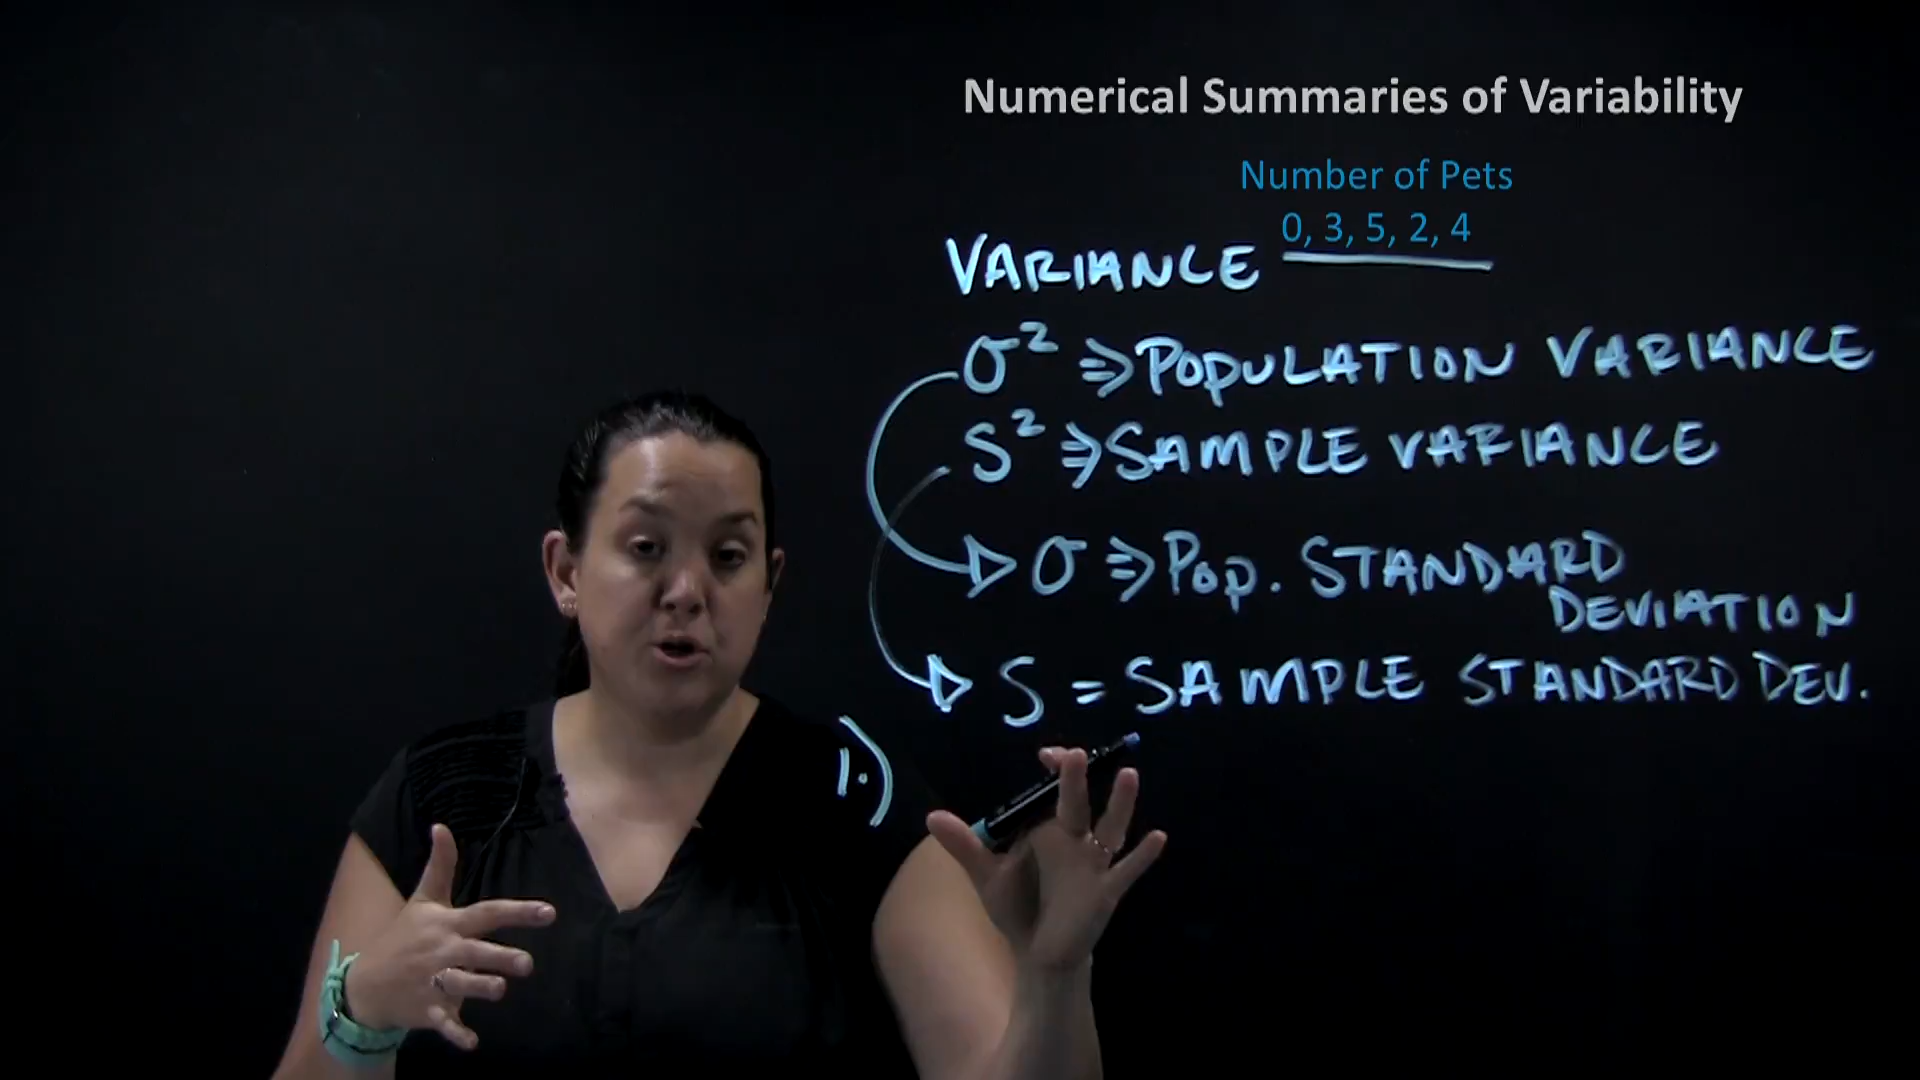 Numerical Summaries of Variability
Number of Pets
0, 3, 5, 2, 4
VARIANCE
σ² ⇒ POPULATION VARIANCE
S² ⇒ SAMPLE VARIANCE
σ ⇒ POP. STANDARD
DEVIATION
S = SAMPLE STANDARD DEV.
1.)